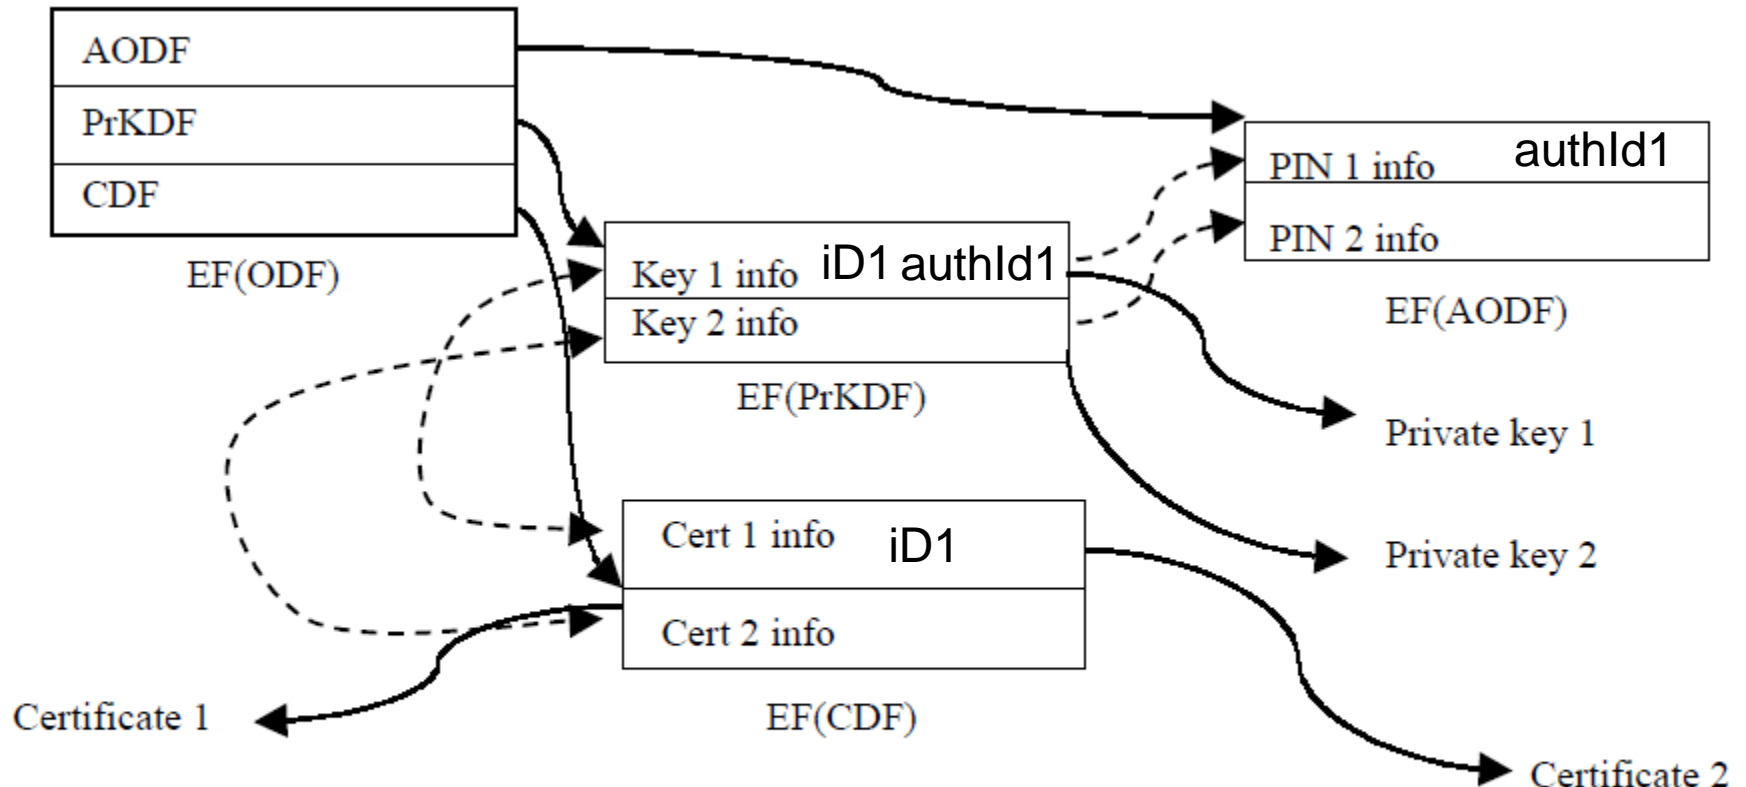 AODF
PrKDF
CDF
EF(ODF)
PIN 1 info authId1
PIN 2 info
EF(AODF)
Key 1 info iD1 authId1
Key 2 info
EF(PrKDF)
Private key 1
Private key 2
Cert 1 info iD1
Cert 2 info
EF(CDF)
Certificate 1
Certificate 2